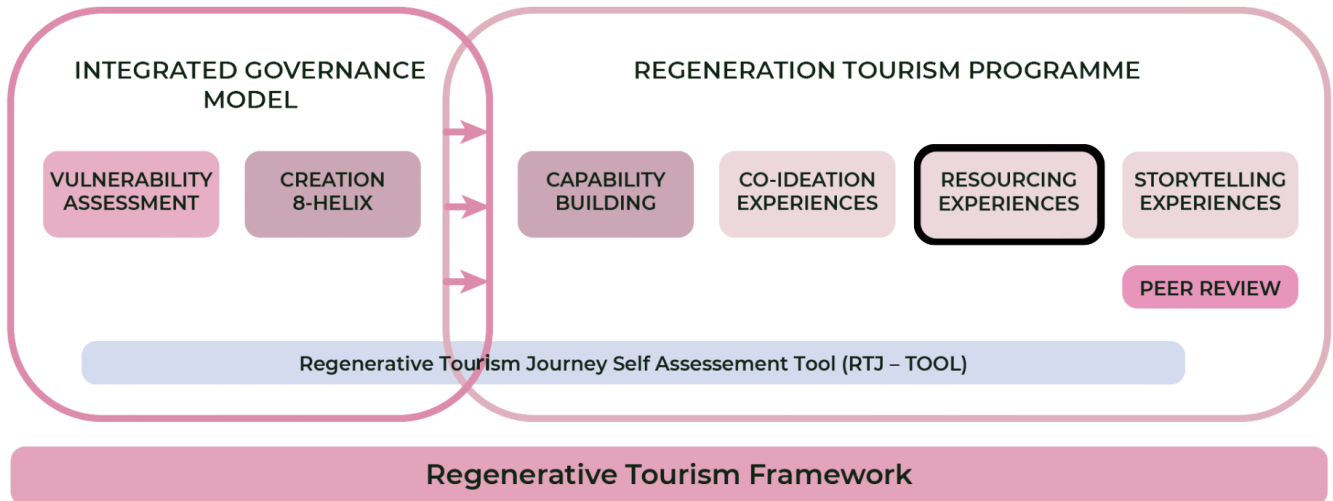 INTEGRATED GOVERNANCE
MODEL
REGENERATION TOURISM PROGRAMME
VULNERABILITY
ASSESSMENT
CREATION
8-HELIX
CAPABILITY
BUILDING
CO-IDEATION
EXPERIENCES
RESOURCING
EXPERIENCES
STORYTELLING
EXPERIENCES
PEER REVIEW
Regenerative Tourism Journey Self Assessement Tool (RTJ – TOOL)
Regenerative Tourism Framework